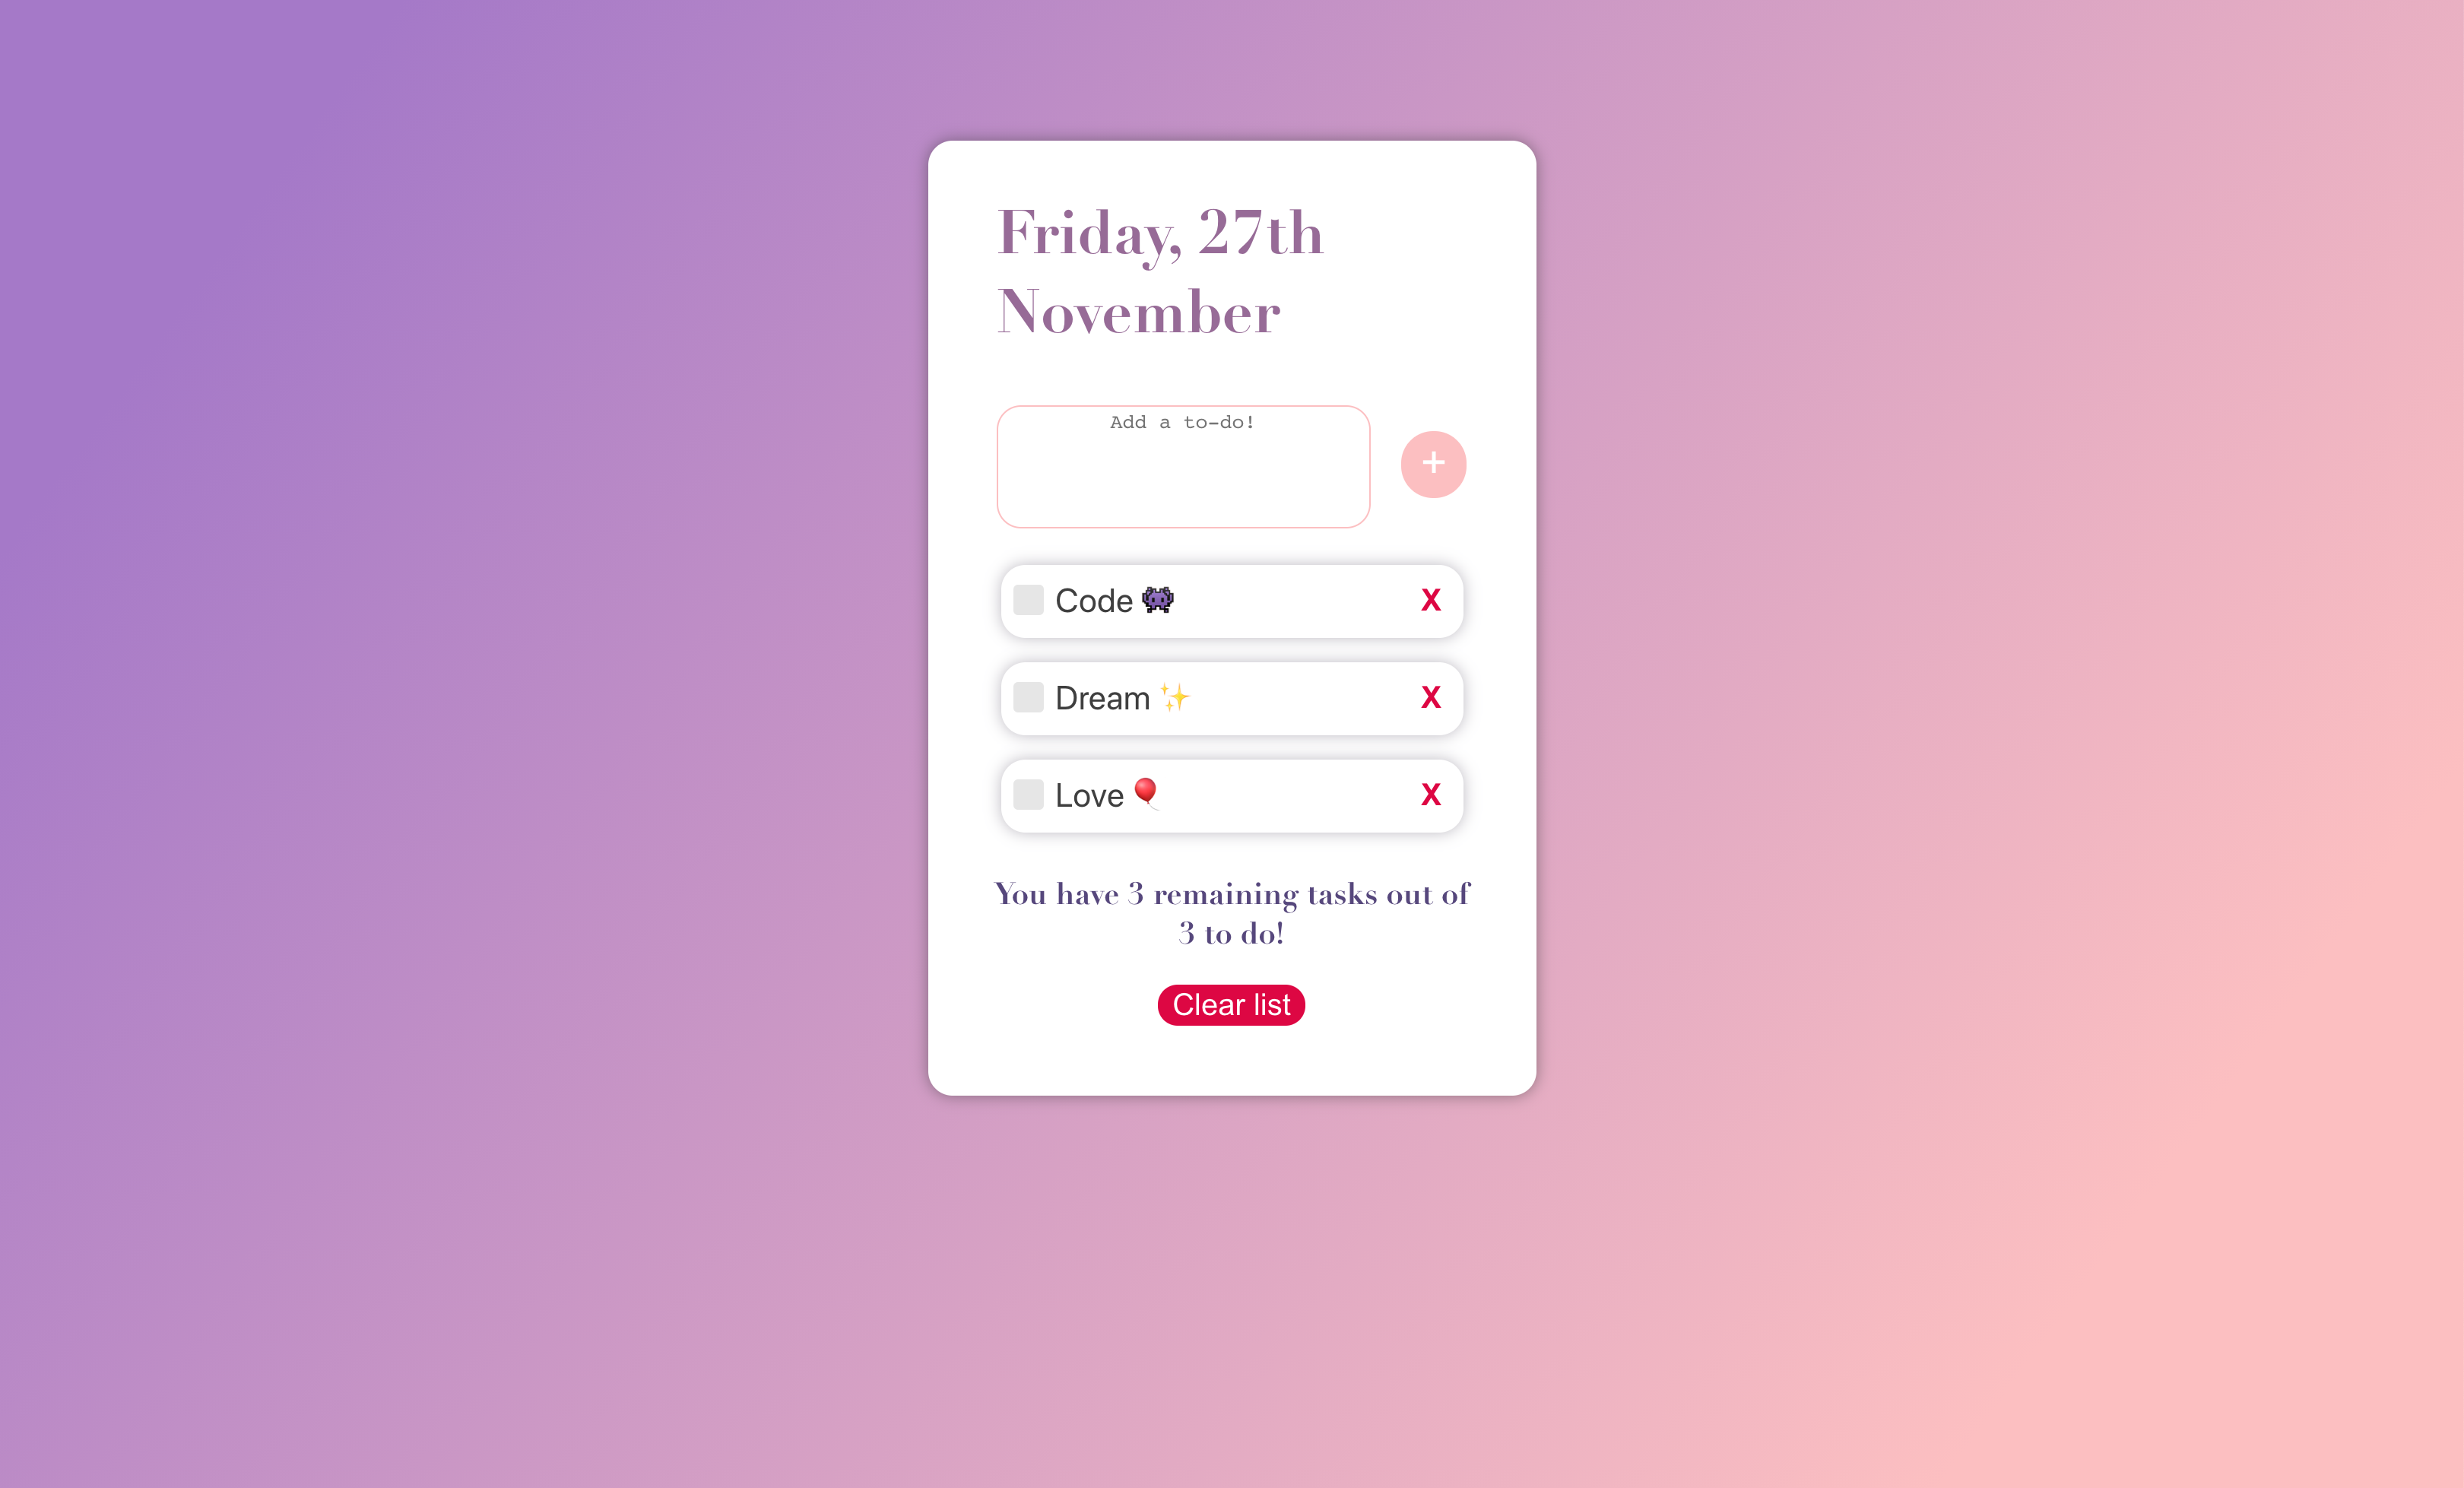 Friday, 27th
November
Add a to-do!
+
Code 👾 X
Dream ✨ X
Love 🎈 X
You have 3 remaining tasks out of
3 to do!
Clear list